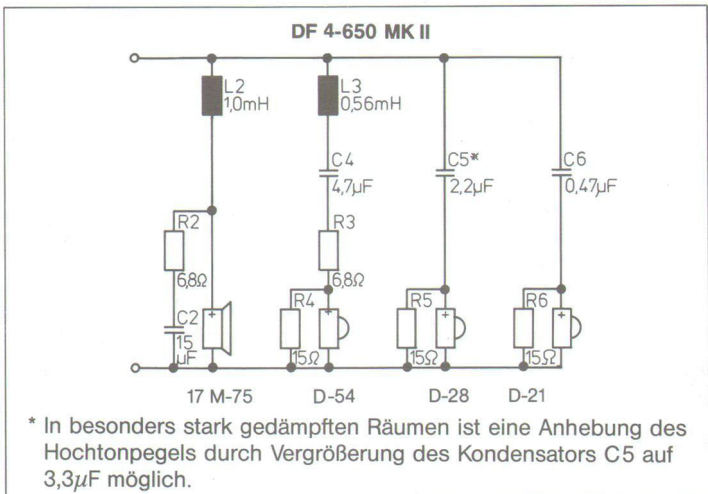 DF 4-650 MK II
L2
1,0mH
L3
0,56mH
C4
4,7µF
C5*
2,2µF
C6
0,47µF
R2
6,8Ω
R3
6,8Ω
C2
15
µF
+
R4
15Ω
+
R5
15Ω
+
R6
15Ω
+
17 M-75
D-54
D-28
D-21
* In besonders stark gedämpften Räumen ist eine Anhebung des
Hochtonpegels durch Vergrößerung des Kondensators C5 auf
3,3µF möglich.